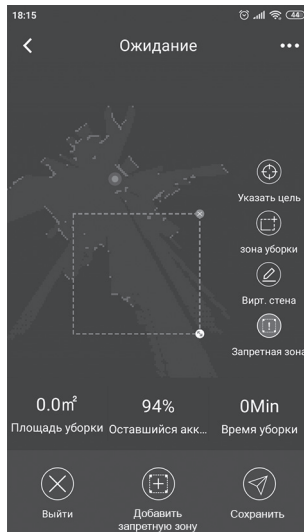 18:15
44
Ожидание
Указать цель
зона уборки
Вирт. стена
Запретная зона
0.0m² 94% 0Min
Площадь уборки Оставшийся акк... Время уборки
Выйти Добавить запретную зону Сохранить